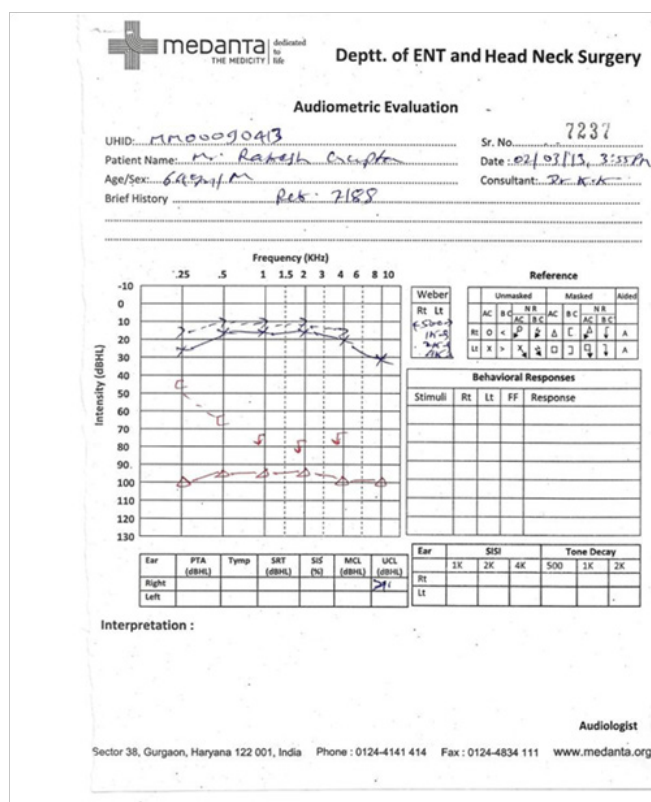 medanta dedicated to life
THE MEDICITY
Deptt. of ENT and Head Neck Surgery
Audiometric Evaluation
UHID: MM00090413
Sr. No. 7237
Patient Name: Mr. Rakesh Gupta
Date : 02/03/13, 3:55Pm
Age/Sex: 64yrs/M
Consultant: Dr K.K
Brief History Ref. 7188
Frequency (KHz)
.25 .5 1 1.5 2 3 4 6 8 10
Intensity (dBHL)
-10
0
10
20
30
40
50
60
70
80
90
100
110
120
130
Weber
Rt Lt
Reference
Unmasked Masked Aided
AC BC NR AC BC NR
AC BC AC BC
Rt O < Δ [ A
Lt X > □ ] A
Behavioral Responses
Stimuli Rt Lt FF Response
Ear PTA (dBHL) Tymp SRT (dBHL) SIS (%) MCL (dBHL) UCL (dBHL)
Right
Left
Ear SISI Tone Decay
1K 2K 4K 500 1K 2K
Rt
Lt
Interpretation :
Audiologist
Sector 38, Gurgaon, Haryana 122 001, India Phone : 0124-4141 414 Fax : 0124-4834 111 www.medanta.org